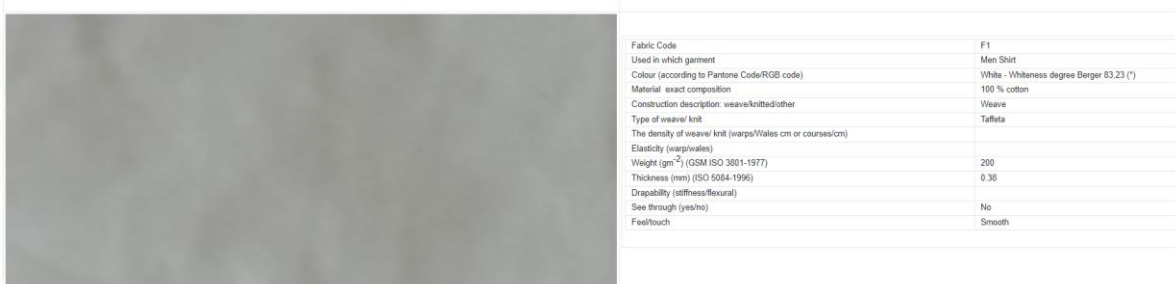 Fabric Code F1
Used in which garment Men Shirt
Colour (according to Pantone Code/RGB code) White - Whiteness degree Berger 83,23 (*)
Material exact composition 100 % cotton
Construction description: weave/knitted/other Weave
Type of weave/ knit Taffeta
The density of weave/ knit (warps/Wales cm or courses/cm)
Elasticity (warp/wales)
Weight (gm-2) (GSM ISO 3801-1977) 200
Thickness (mm) (ISO 5084-1996) 0.38
Drapability (stiffness/flexural)
See through (yes/no) No
Feel/touch Smooth